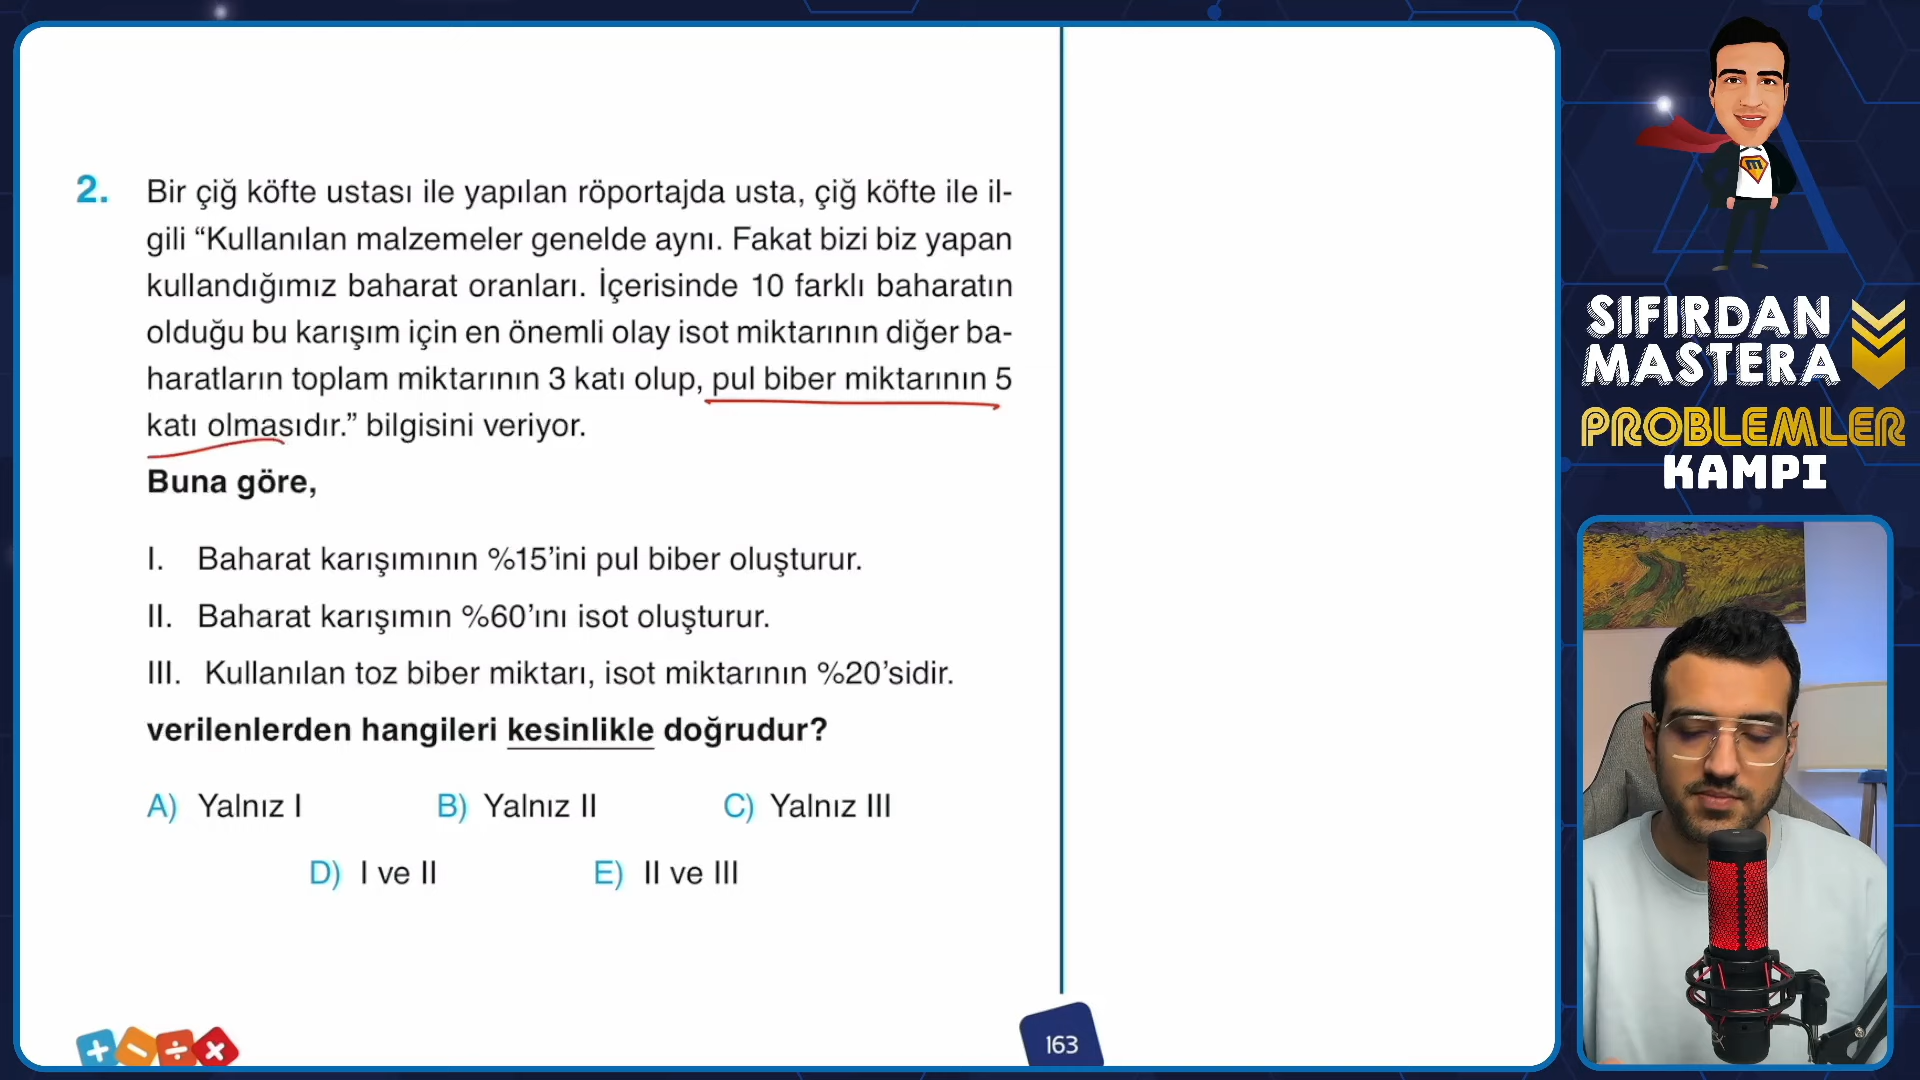 2. Bir çiğ köfte ustası ile yapılan röportajda usta, çiğ köfte ile il-
gili “Kullanılan malzemeler genelde aynı. Fakat bizi biz yapan
kullandığımız baharat oranları. İçerisinde 10 farklı baharatın
olduğu bu karışım için en önemli olay isot miktarının diğer ba-
haratların toplam miktarının 3 katı olup, pul biber miktarının 5
katı olmasıdır.” bilgisini veriyor.
Buna göre,
I. Baharat karışımının %15’ini pul biber oluşturur.
II. Baharat karışımın %60’ını isot oluşturur.
III. Kullanılan toz biber miktarı, isot miktarının %20’sidir.
verilenlerden hangileri kesinlikle doğrudur?
A) Yalnız I B) Yalnız II C) Yalnız III
D) I ve II E) II ve III
163
SIFIRDAN
MASTERA
PROBLEMLER
KAMPI